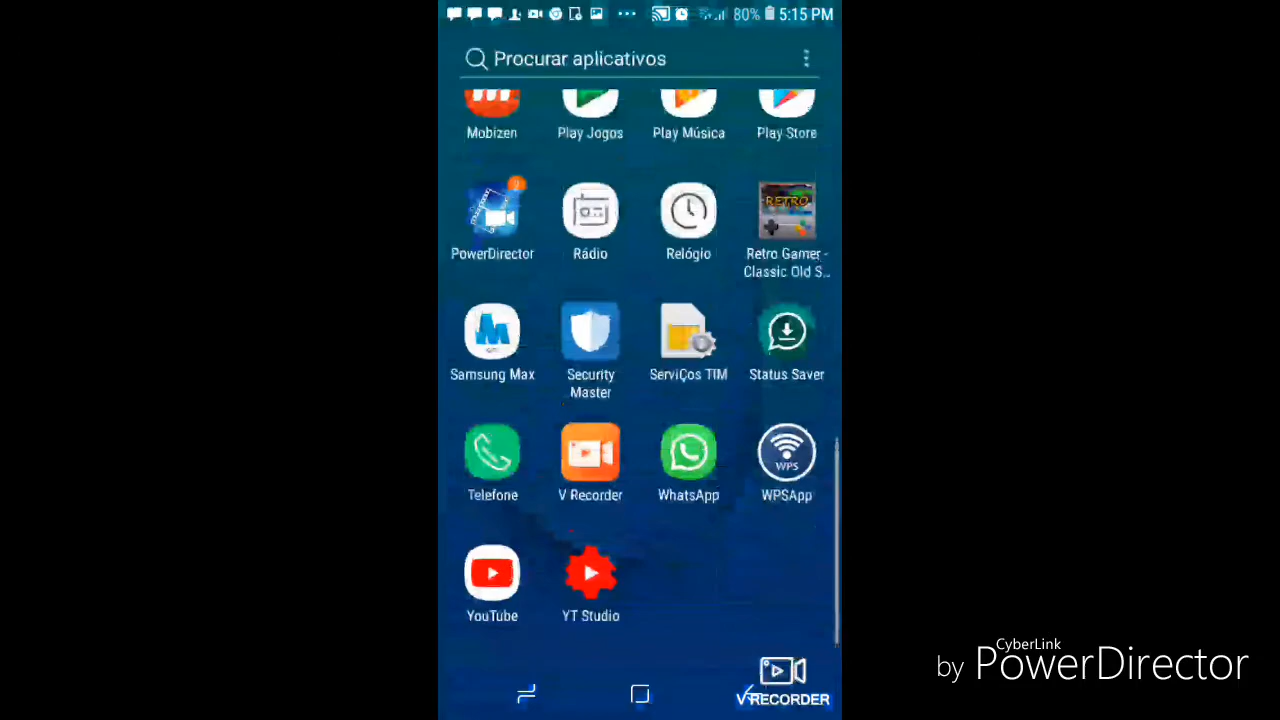 80% 5:15 PM
Procurar aplicativos
Mobizen Play Jogos Play Música Play Store
2
RETRO
PowerDirector Rádio Relógio Retro Gamer -
Classic Old S...
Samsung Max Security ServiÇos TIM Status Saver
Master
WPS
Telefone V Recorder WhatsApp WPSApp
YouTube YT Studio
V RECORDER
CyberLink
by PowerDirector